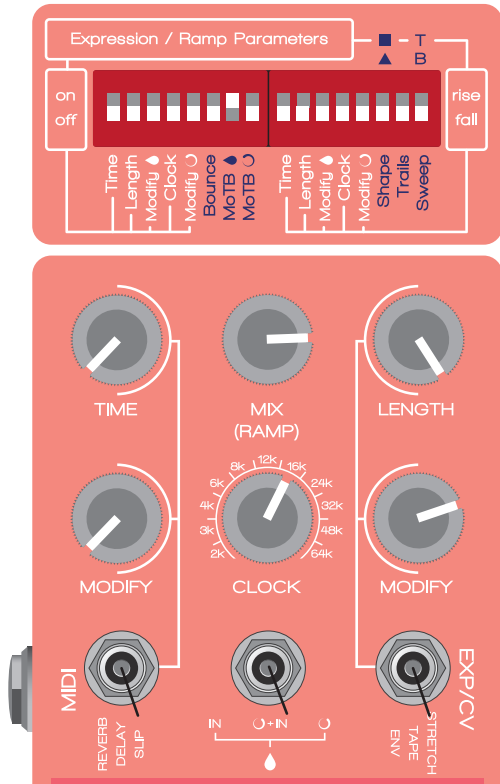 Expression / Ramp Parameters
T
B
on
off
rise
fall
Time
Length
Modify
Clock
Modify
Bounce
MoTB
MoTB
Time
Length
Modify
Clock
Modify
Shape
Trails
Sweep
TIME
MIX
(RAMP)
LENGTH
2k
3k
4k
6k
8k
12k
16k
24k
32k
48k
64k
MODIFY
CLOCK
MODIFY
MIDI
REVERB
DELAY
SLIP
IN
+IN
EXP/CV
STRETCH
TAPE
ENV